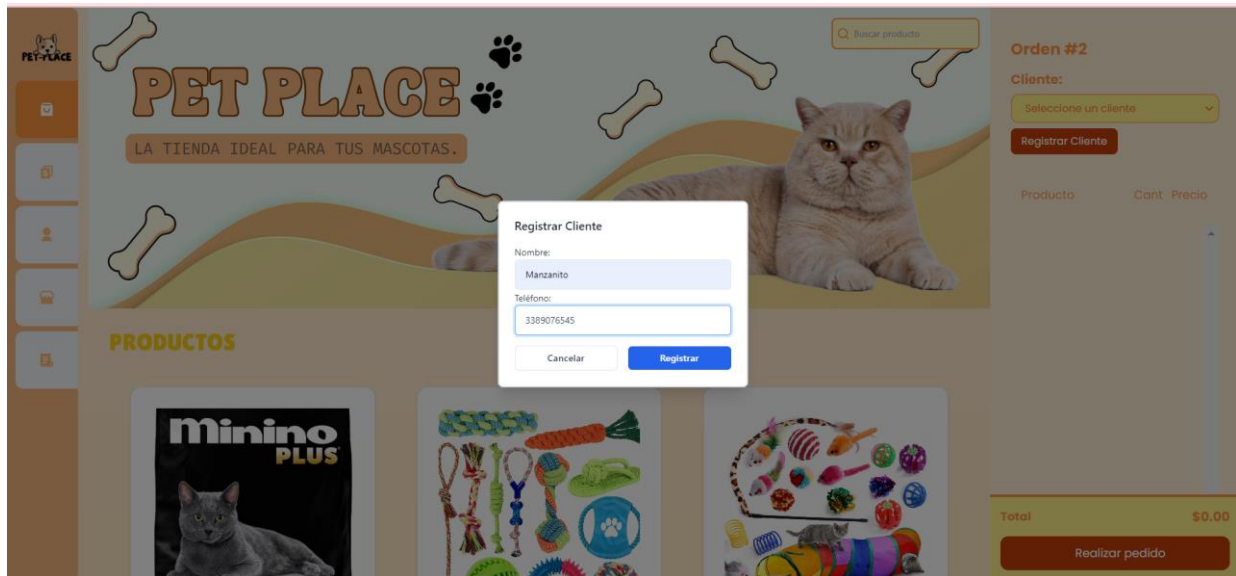 PET-PLACE
PET PLACE
LA TIENDA IDEAL PARA TUS MASCOTAS.
Buscar producto
Orden #2
Cliente:
Seleccione un cliente
Registrar Cliente
Producto Cant. Precio
Registrar Cliente
Nombre:
Manzanito
Teléfono:
3389076545
Cancelar Registrar
PRODUCTOS
Minino
PLUS
Total $0.00
Realizar pedido